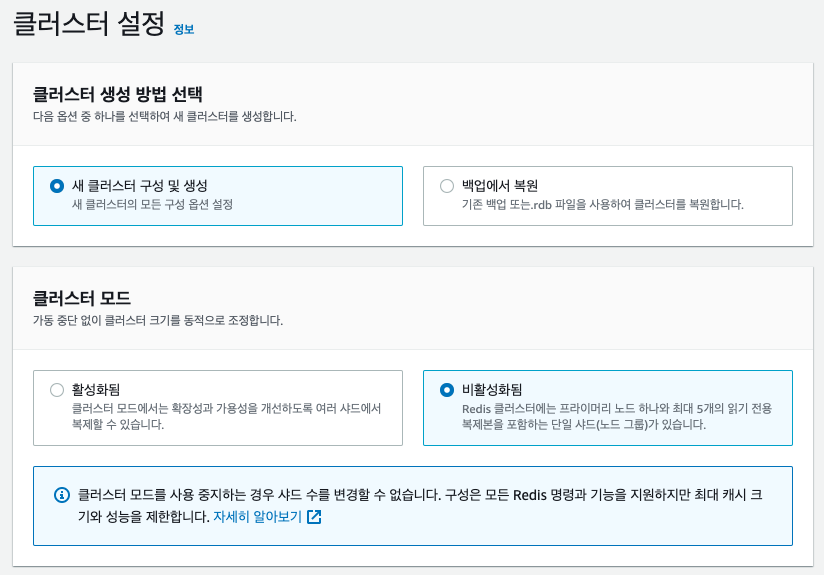 클러스터 설정 정보
클러스터 생성 방법 선택
다음 옵션 중 하나를 선택하여 새 클러스터를 생성합니다.
새 클러스터 구성 및 생성
새 클러스터의 모든 구성 옵션 설정
백업에서 복원
기존 백업 또는.rdb 파일을 사용하여 클러스터를 복원합니다.
클러스터 모드
가동 중단 없이 클러스터 크기를 동적으로 조정합니다.
활성화됨
클러스터 모드에서는 확장성과 가용성을 개선하도록 여러 샤드에서
복제할 수 있습니다.
비활성화됨
Redis 클러스터에는 프라이머리 노드 하나와 최대 5개의 읽기 전용
복제본을 포함하는 단일 샤드(노드 그룹)가 있습니다.
클러스터 모드를 사용 중지하는 경우 샤드 수를 변경할 수 없습니다. 구성은 모든 Redis 명령과 기능을 지원하지만 최대 캐시 크
기와 성능을 제한합니다. 자세히 알아보기